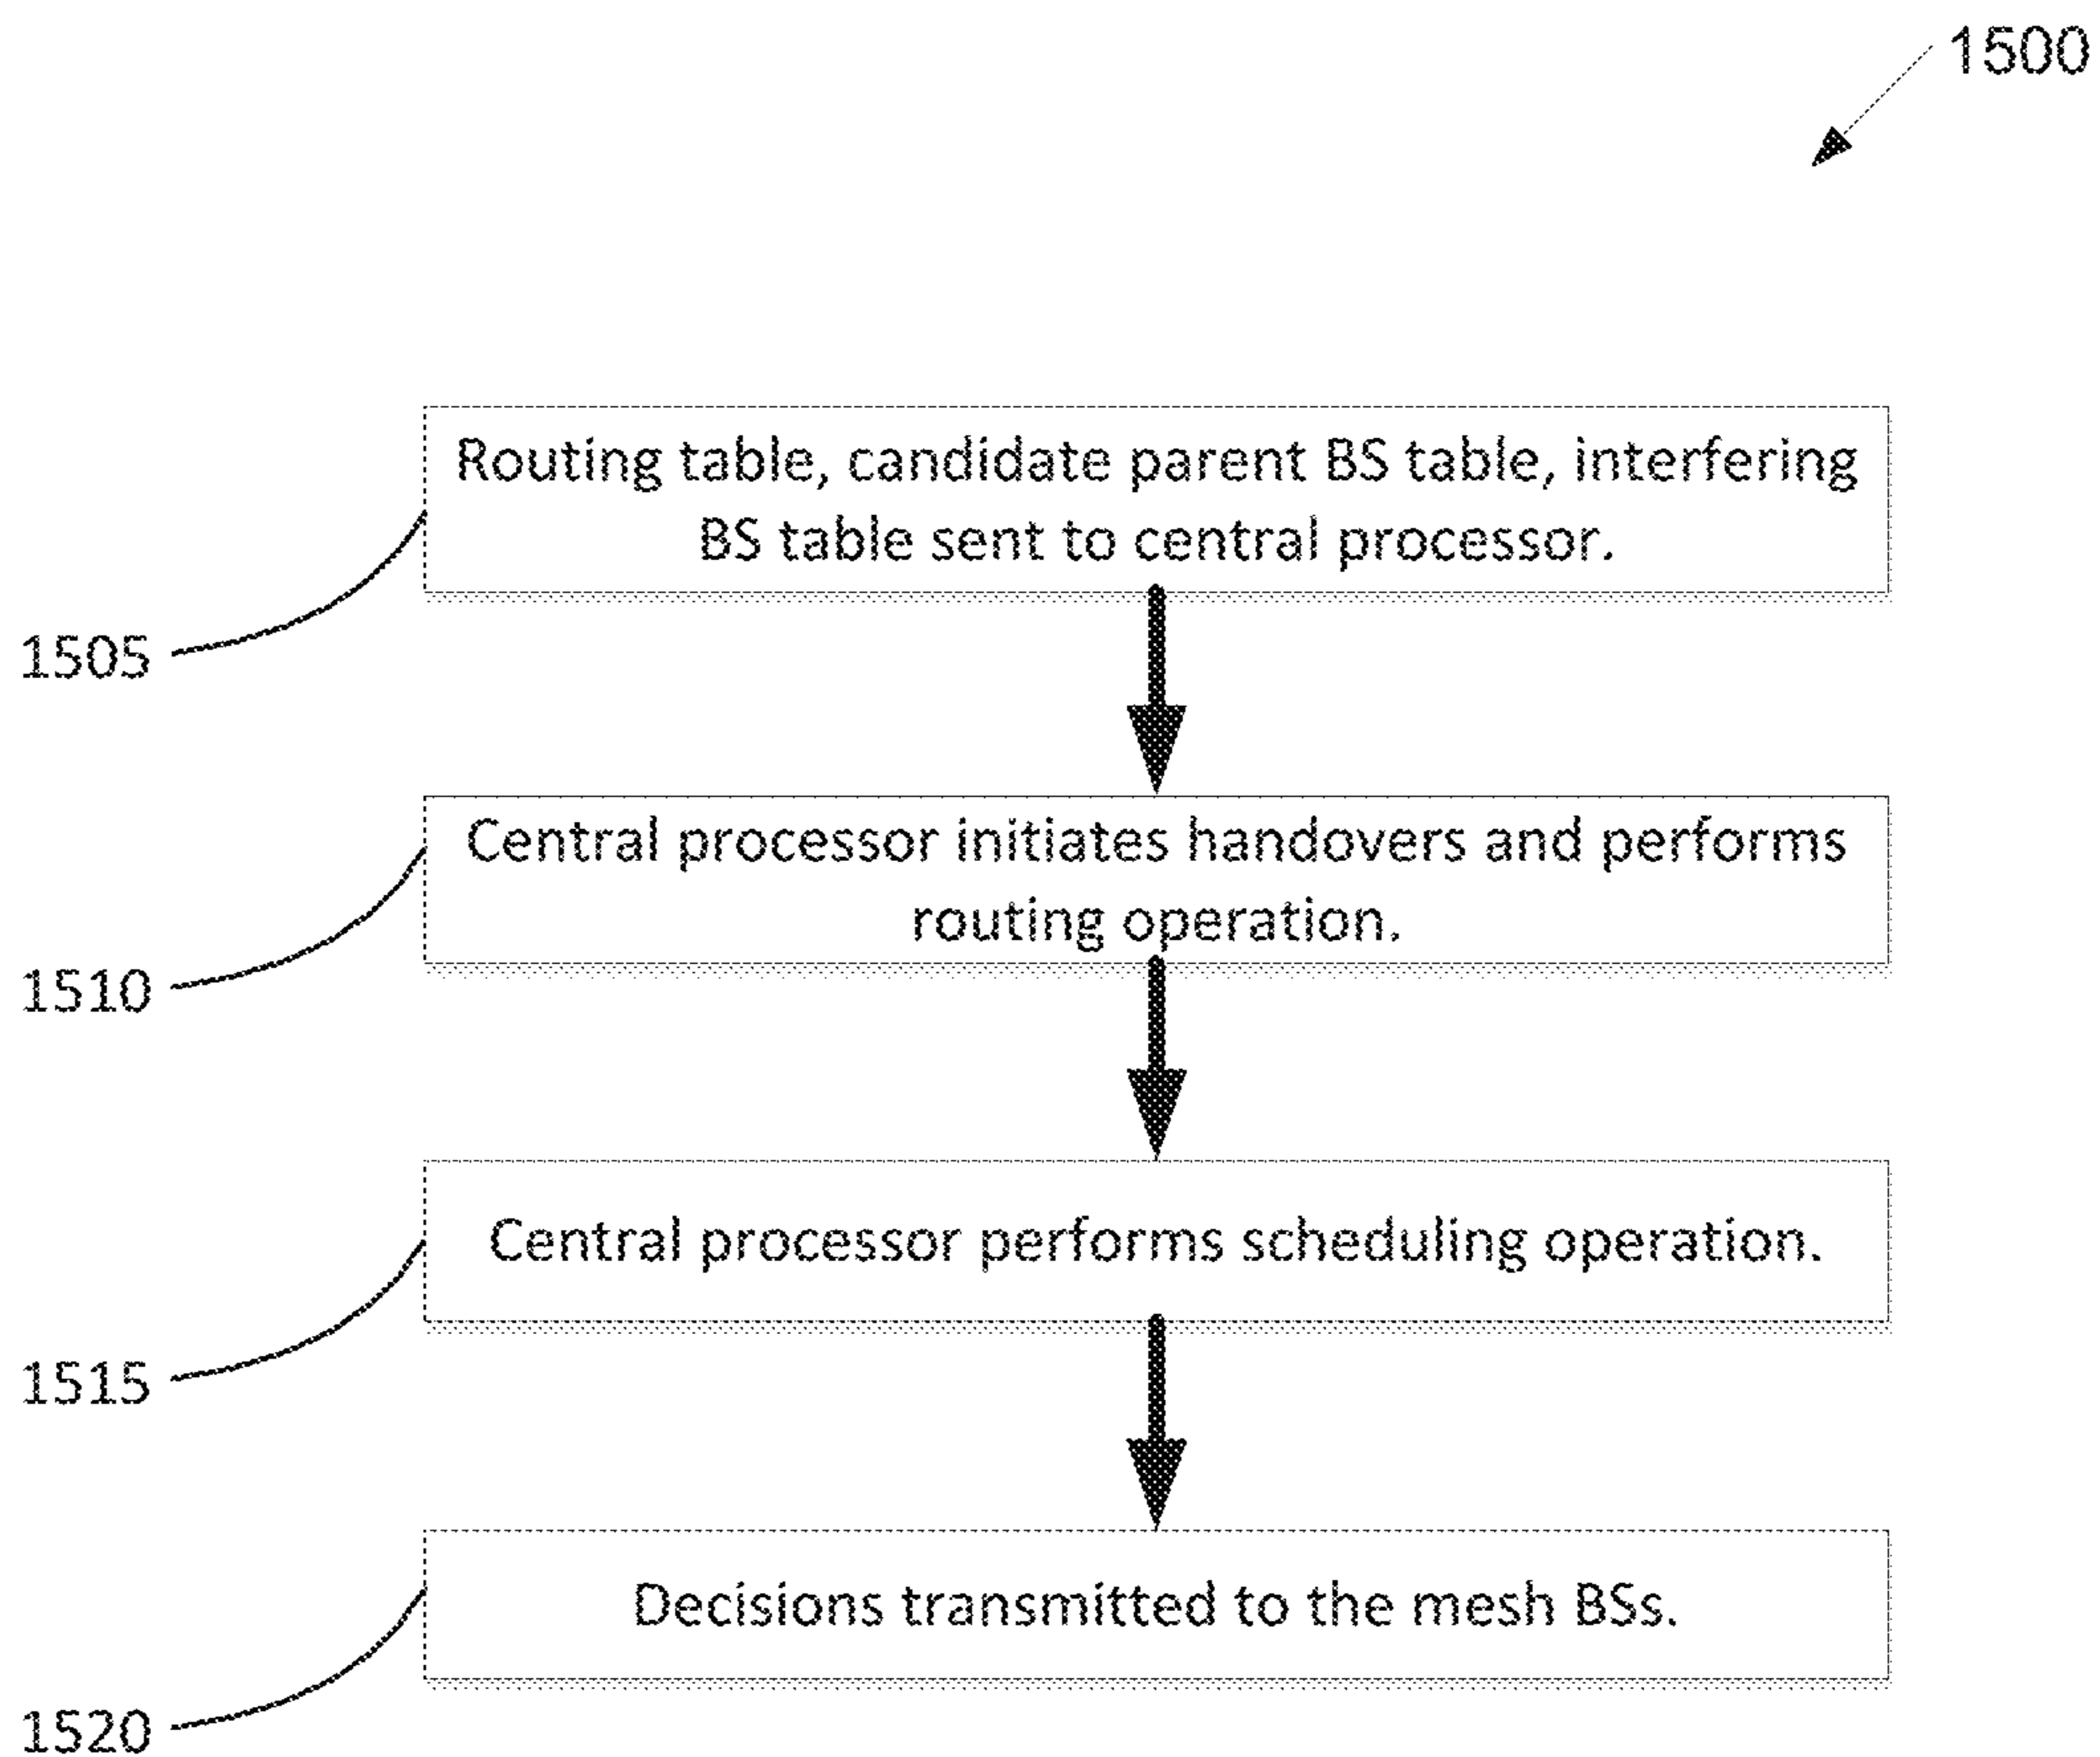 1500
Routing table, candidate parent BS table, interfering
BS table sent to central processor.
1505
Central processor initiates handovers and performs
routing operation.
1510
Central processor performs scheduling operation.
1515
Decisions transmitted to the mesh BSs.
1520